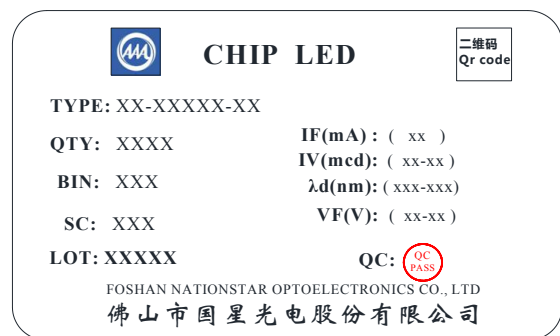 AAA
CHIP LED
二维码
Qr code
TYPE: XX-XXXXX-XX
QTY: XXXX
IF(mA) : ( xx )
IV(mcd): ( xx-xx )
BIN: XXX
λd(nm): ( xxx-xxx)
SC: XXX
VF(V): ( xx-xx )
LOT: XXXXX
QC:
QC
PASS
FOSHAN NATIONSTAR OPTOELECTRONICS CO., LTD
佛山市国星光电股份有限公司